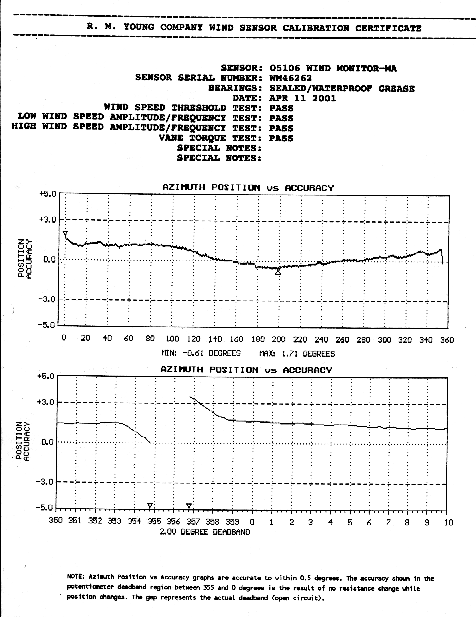 R. M. YOUNG COMPANY WIND SENSOR CALIBRATION CERTIFICATE
SENSOR: 05106 WIND MONITOR-MA
SENSOR SERIAL NUMBER: WM46262
BEARINGS: SEALED/WATERPROOF GREASE
DATE: APR 11 2001
WIND SPEED THRESHOLD TEST: PASS
LOW WIND SPEED AMPLITUDE/FREQUENCY TEST: PASS
HIGH WIND SPEED AMPLITUDE/FREQUENCY TEST: PASS
VANE TORQUE TEST: PASS
SPECIAL NOTES:
SPECIAL NOTES:
AZIMUTH POSITION vs ACCURACY
+5.0
+3.0
0.0
-3.0
-5.0
POSITION
ACCURACY
0 20 40 60 80 100 120 140 160 180 200 220 240 260 280 300 320 340 360
MIN: -0.61 DEGREES MAX: 1.71 DEGREES
AZIMUTH POSITION vs ACCURACY
+5.0
+3.0
0.0
-3.0
-5.0
POSITION
ACCURACY
350 351 352 353 354 355 356 357 358 359 0 1 2 3 4 5 6 7 8 9 10
2.00 DEGREE DEADBAND
NOTE: Azimuth Position vs Accuracy graphs are accurate to within 0.5 degrees. The accuracy shown in the
potentiometer deadband region between 355 and 0 degrees is the result of no resistance change while
position changes. The gap represents the actual deadband (open circuit).